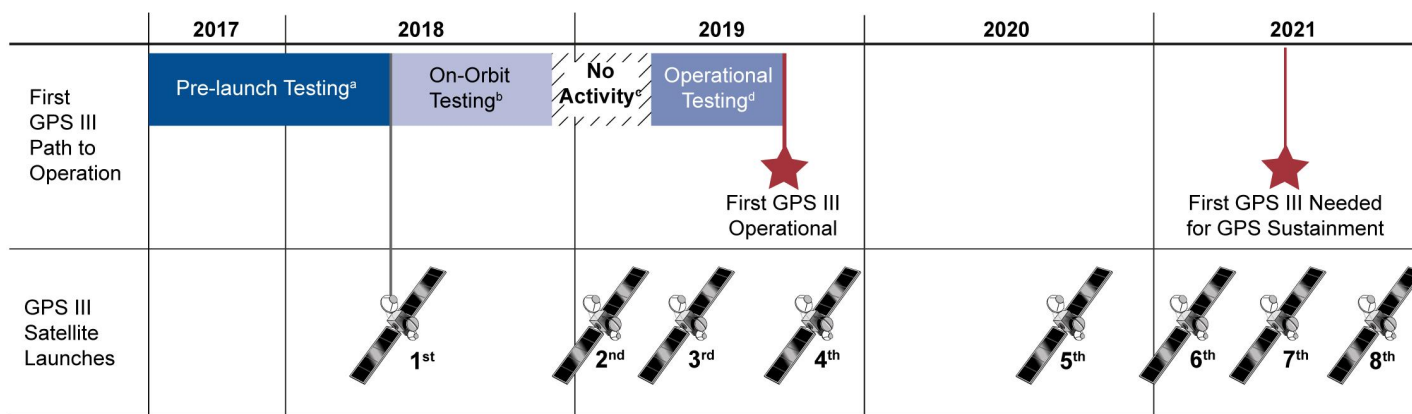 2017 2018 2019 2020 2021
First
GPS III
Path to
Operation
Pre-launch Testingᵃ
On-Orbit
Testingᵇ
No
Activityᶜ
Operational
Testingᵈ
First GPS III
Operational
First GPS III Needed
for GPS Sustainment
GPS III
Satellite
Launches
1ˢᵗ 2ⁿᵈ 3ʳᵈ 4ᵗʰ 5ᵗʰ 6ᵗʰ 7ᵗʰ 8ᵗʰ